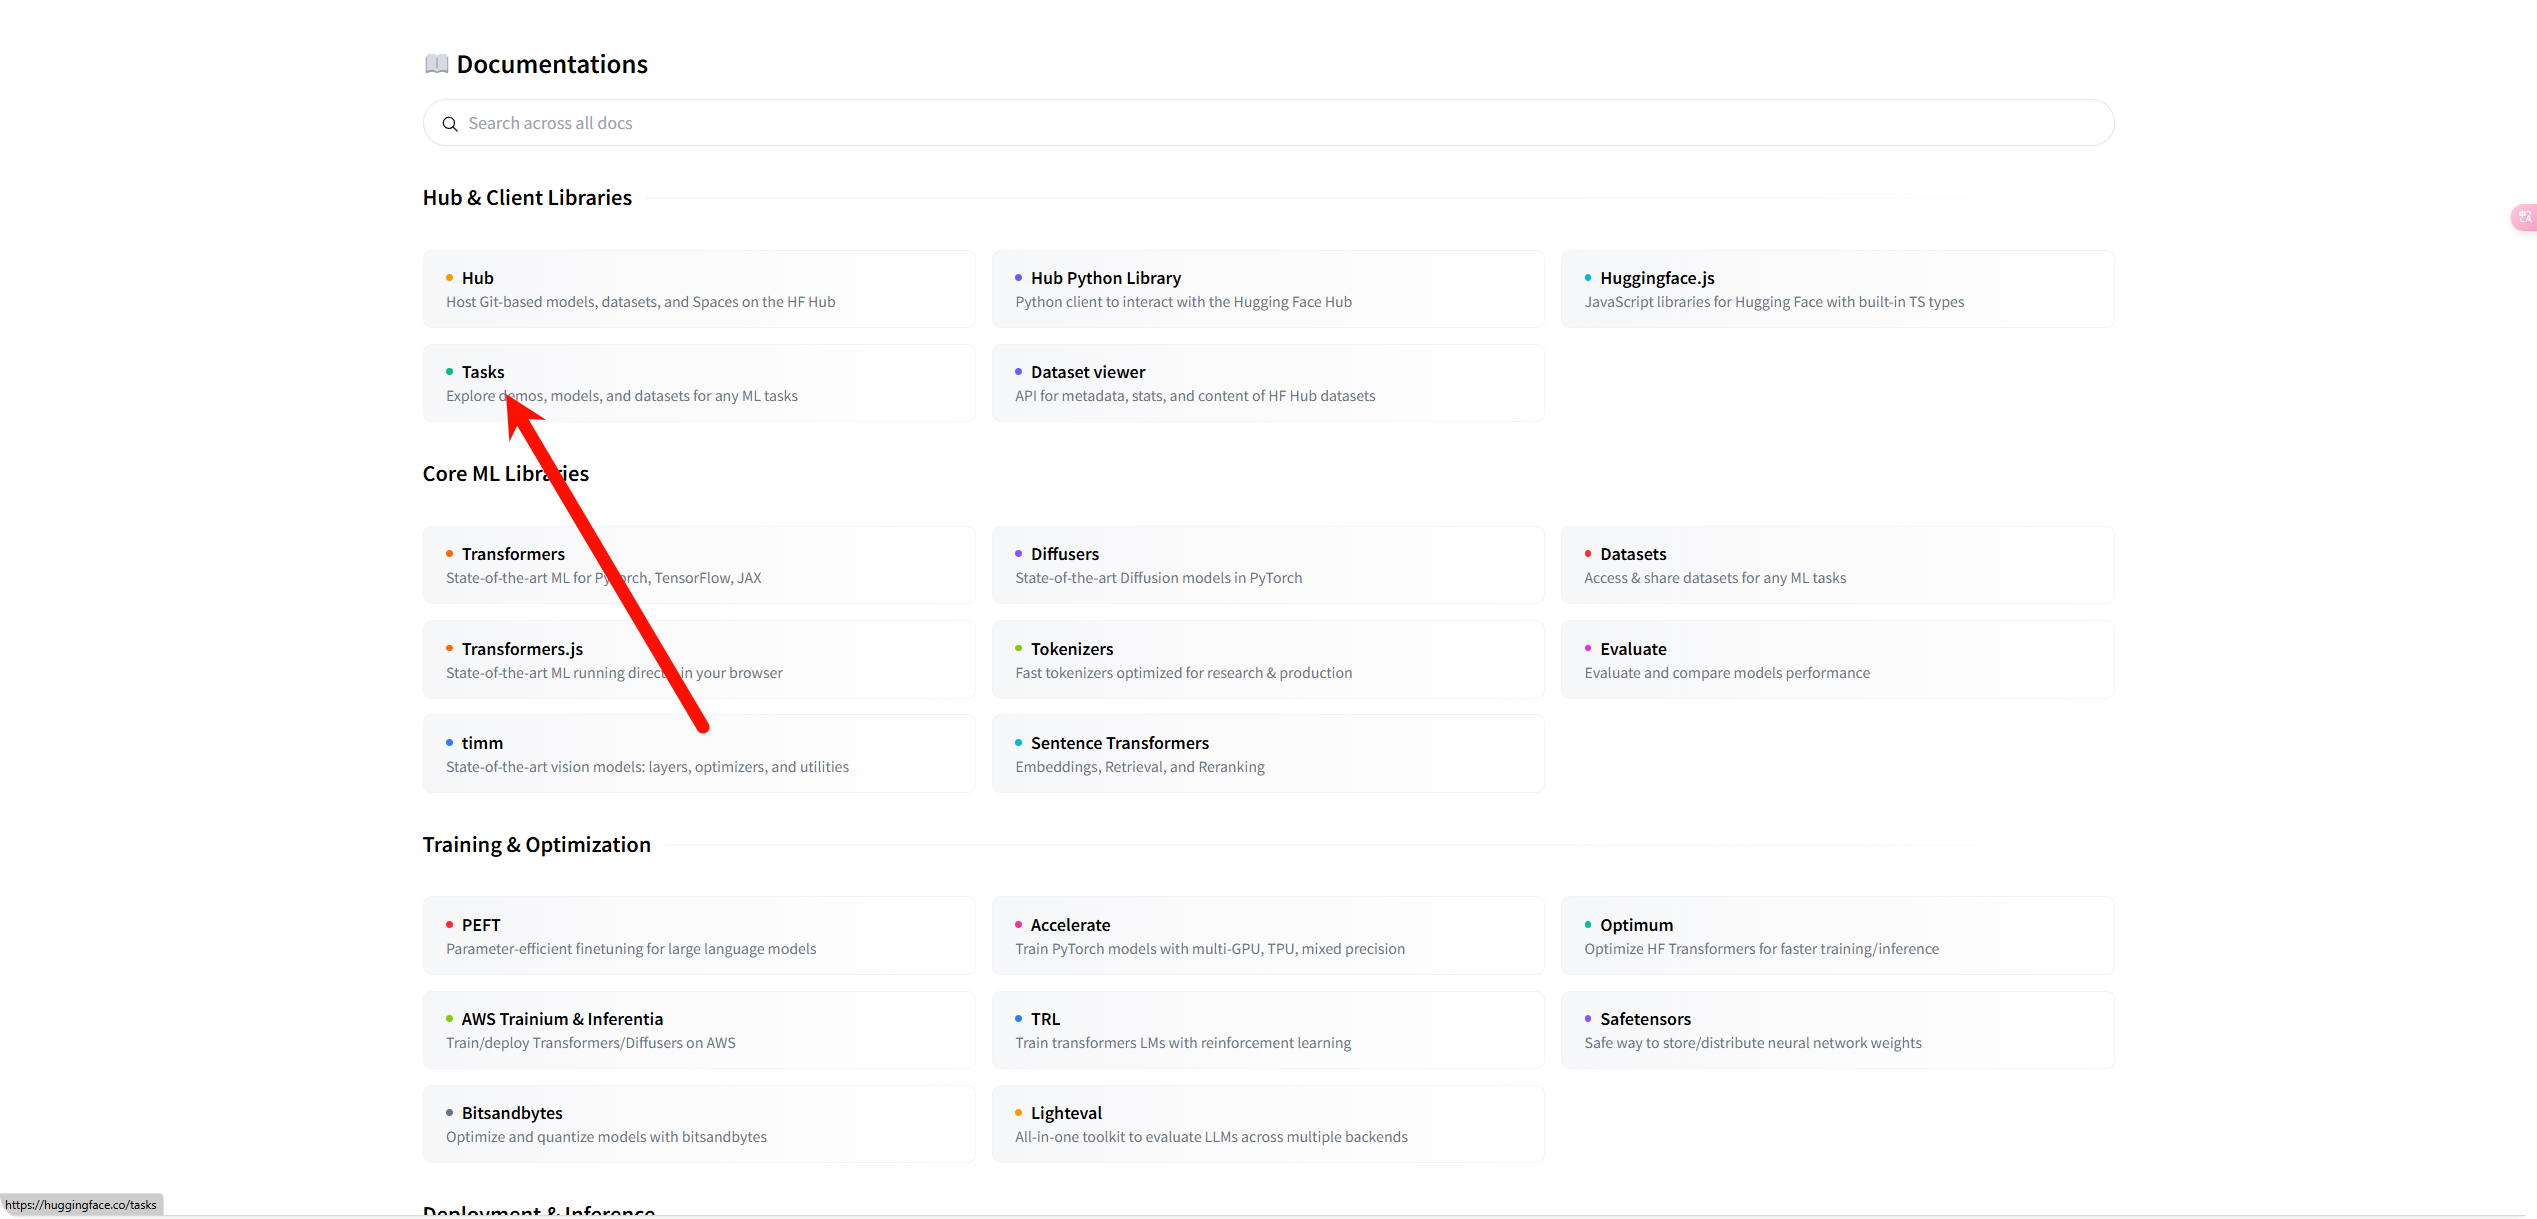 Documentations
Search across all docs
Hub & Client Libraries
Hub
Host Git-based models, datasets, and Spaces on the HF Hub
Hub Python Library
Python client to interact with the Hugging Face Hub
Huggingface.js
JavaScript libraries for Hugging Face with built-in TS types
Tasks
Explore demos, models, and datasets for any ML tasks
Dataset viewer
API for metadata, stats, and content of HF Hub datasets
Core ML Libraries
Transformers
State-of-the-art ML for PyTorch, TensorFlow, JAX
Diffusers
State-of-the-art Diffusion models in PyTorch
Datasets
Access & share datasets for any ML tasks
Transformers.js
State-of-the-art ML running directly in your browser
Tokenizers
Fast tokenizers optimized for research & production
Evaluate
Evaluate and compare models performance
timm
State-of-the-art vision models: layers, optimizers, and utilities
Sentence Transformers
Embeddings, Retrieval, and Reranking
Training & Optimization
PEFT
Parameter-efficient finetuning for large language models
Accelerate
Train PyTorch models with multi-GPU, TPU, mixed precision
Optimum
Optimize HF Transformers for faster training/inference
AWS Trainium & Inferentia
Train/deploy Transformers/Diffusers on AWS
TRL
Train transformers LMs with reinforcement learning
Safetensors
Safe way to store/distribute neural network weights
Bitsandbytes
Optimize and quantize models with bitsandbytes
Lighteval
All-in-one toolkit to evaluate LLMs across multiple backends
Deployment & Inference
https://huggingface.co/tasks